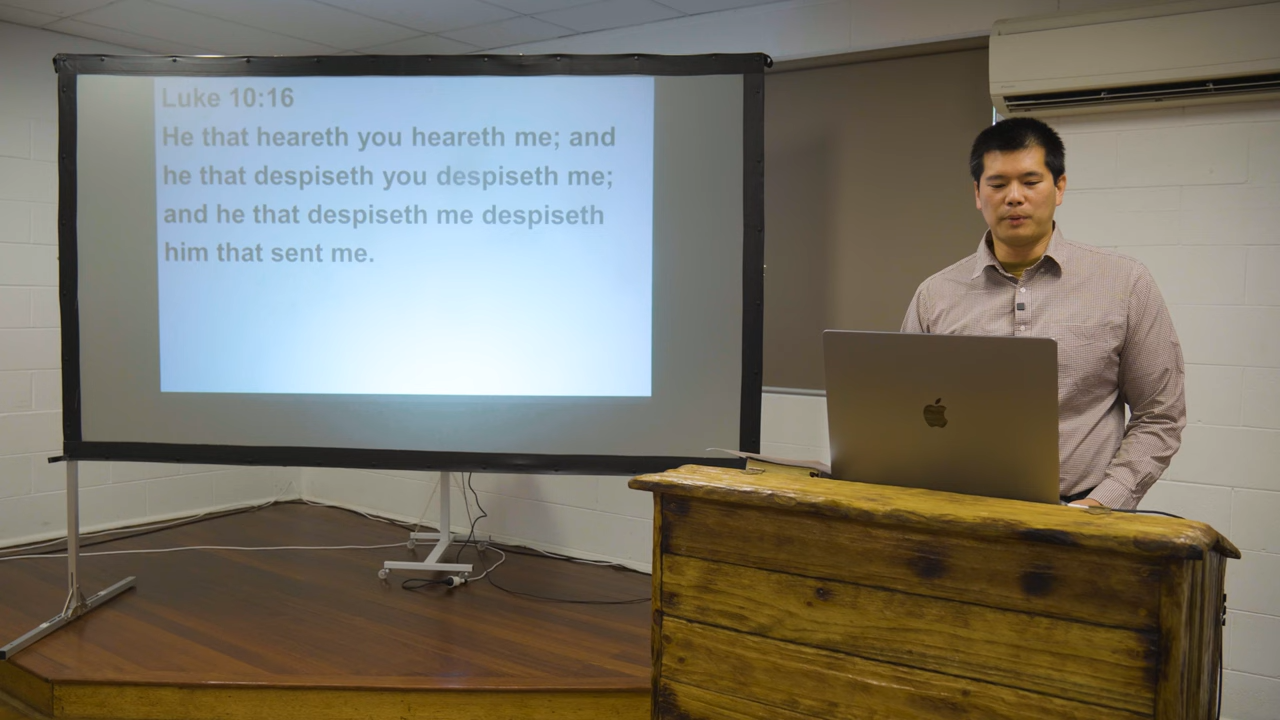 Luke 10:16
He that heareth you heareth me; and
he that despiseth you despiseth me;
and he that despiseth me despiseth
him that sent me.